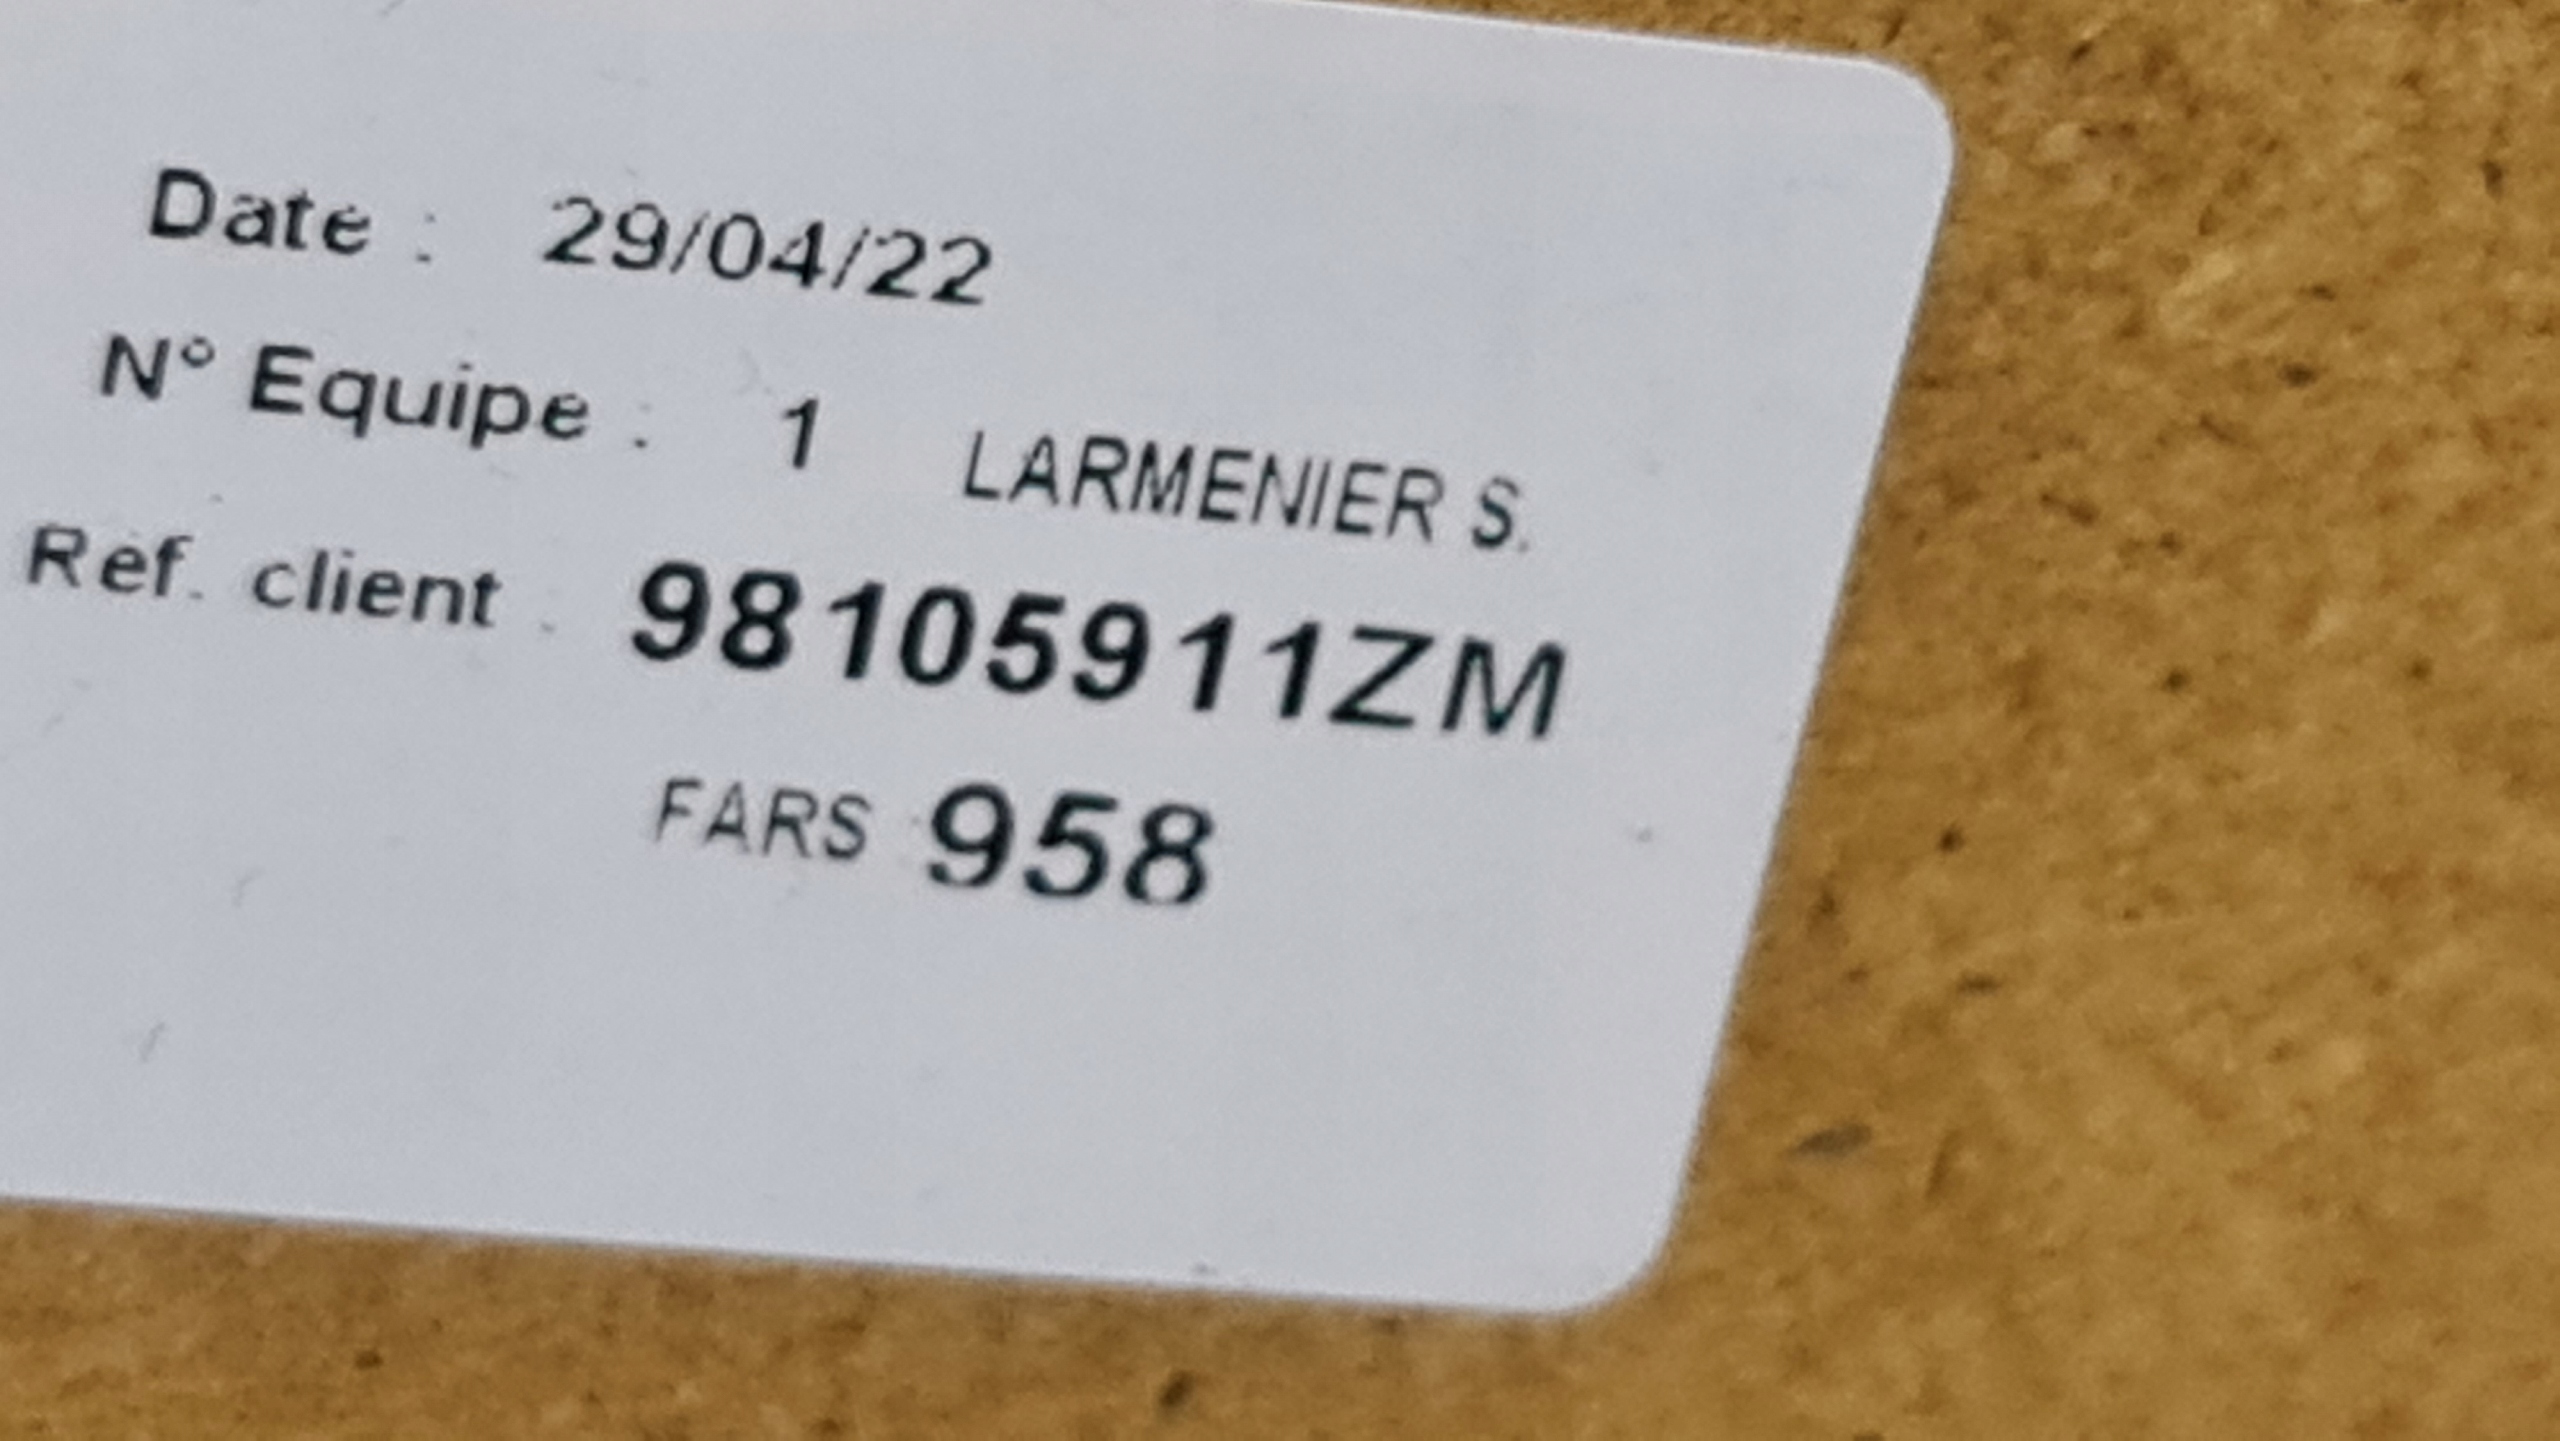 Date : 29/04/22
N° Equipe : 1 LARMENIER S.
Ref. client : 98105911ZM
FARS 958